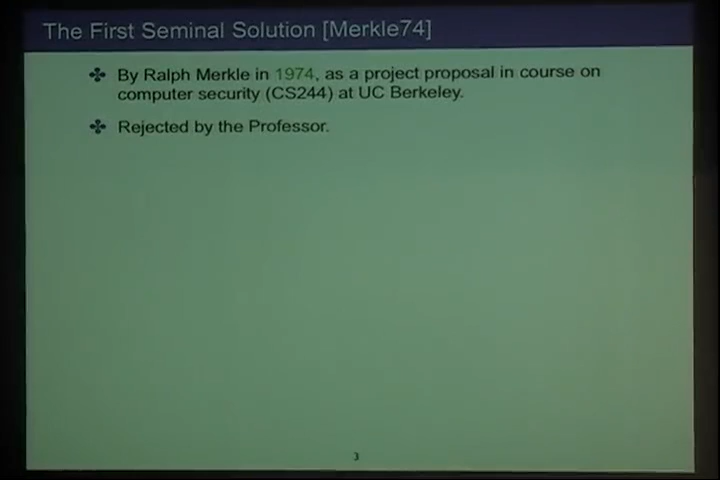 The First Seminal Solution [Merkle74]
By Ralph Merkle in 1974, as a project proposal in course on
computer security (CS244) at UC Berkeley.
Rejected by the Professor.
3